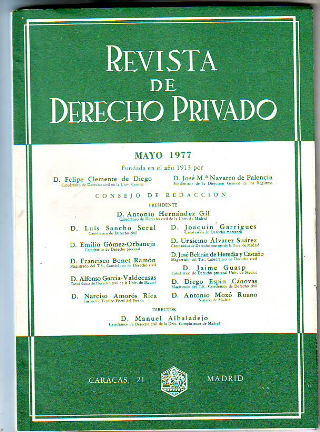 REVISTA
DE
DERECHO PRIVADO
MAYO 1977
Fundada en el año 1913 por
D. Felipe Clemente de Diego
D. José Mª Navarro de Palencia
CONSEJO DE REDACCION
PRESIDENTE
D. Antonio Hernández Gil
D. Luis Sancho Seral
D. Joaquín Garrigues
D. Emilio Gómez-Orbaneja
D. Ursicino Alvarez Suárez
D. Francisco Bonet Ramón
D. José Beltrán de Heredia y Castaño
D. Alfonso García-Valdecasas
D. Jaime Guasp
D. Diego Espín Cánovas
D. Narciso Amorós Rica
D. Antonio Moxó Ruano
DIRECTOR
D. Manuel Albaladejo
CARACAS, 21
MADRID